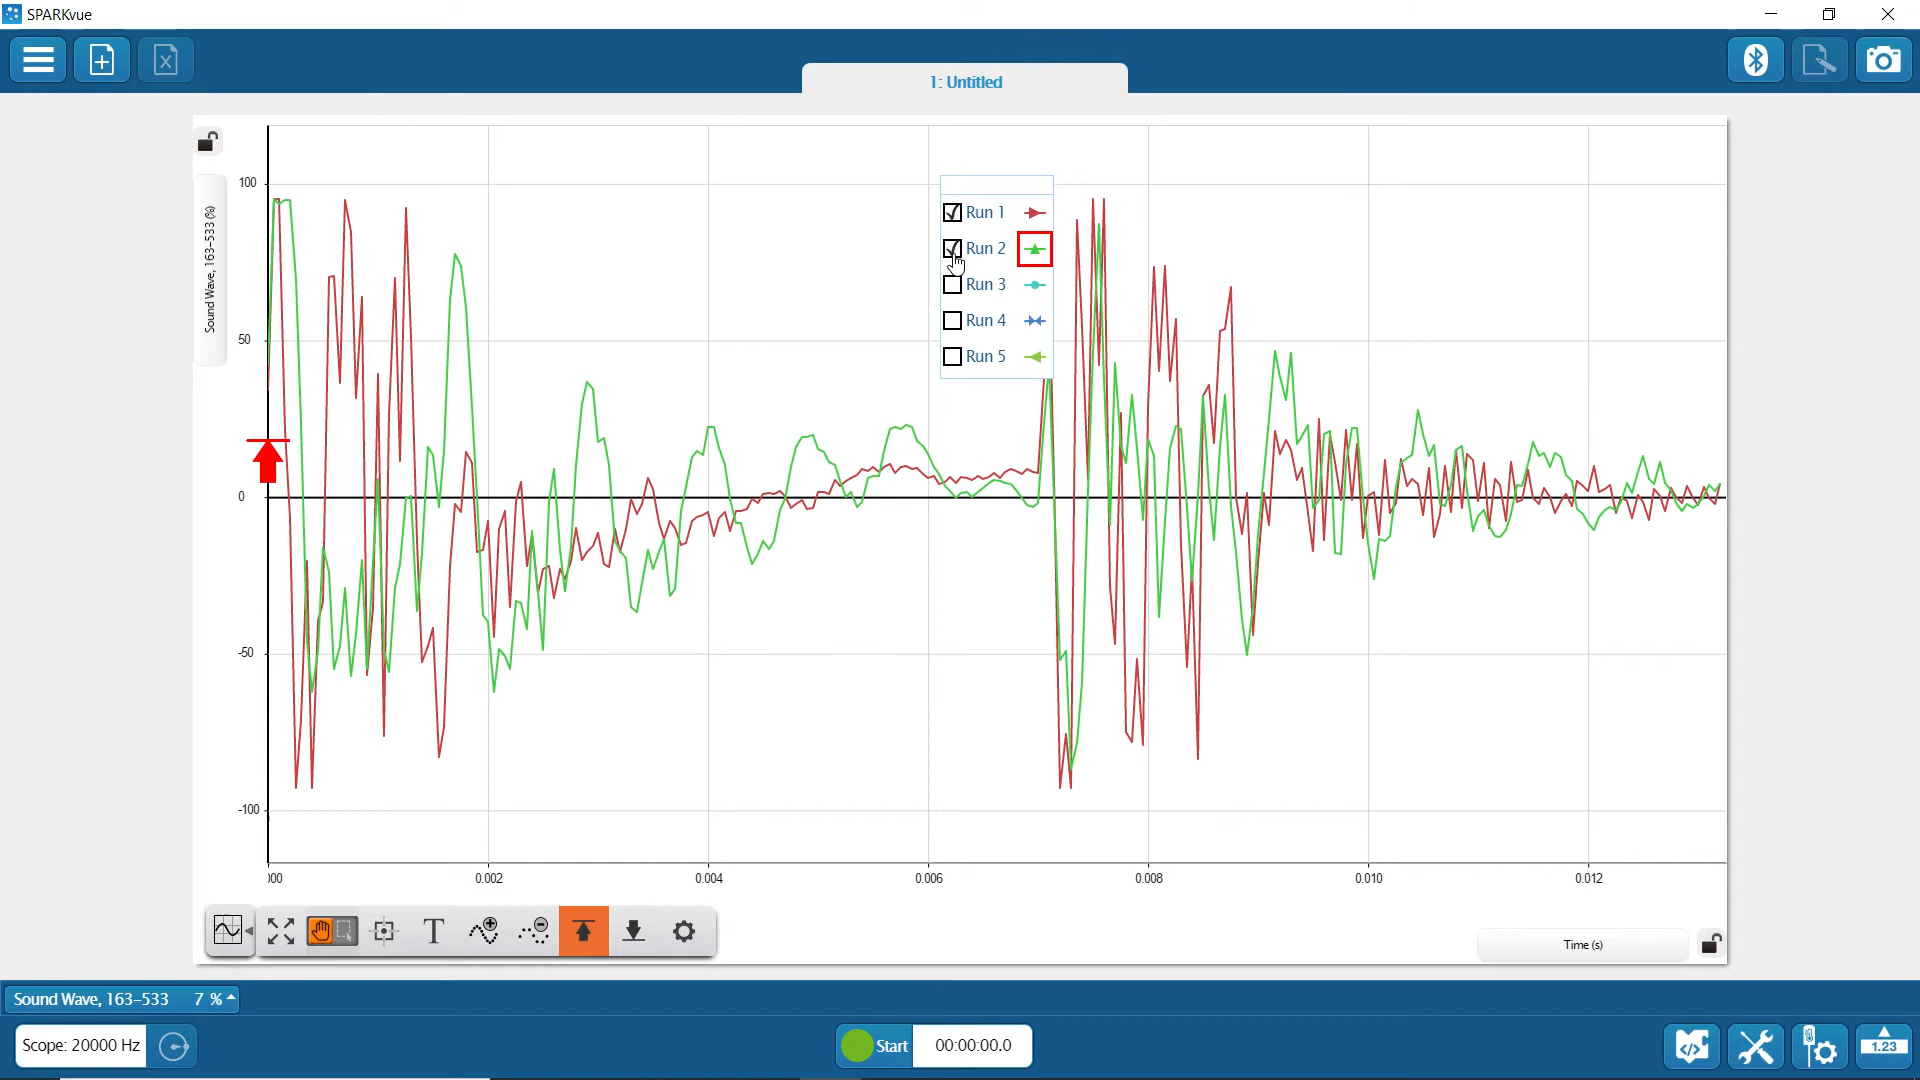 SPARKvue
1: Untitled
Sound Wave, 163-533 (%)
100
50
0
-50
-100
Run 1
Run 2
Run 3
Run 4
Run 5
000
0.002
0.004
0.006
0.008
0.010
0.012
T
Time (s)
Sound Wave, 163-533 7 %
Scope: 20000 Hz
Start
00:00:00.0
1.23